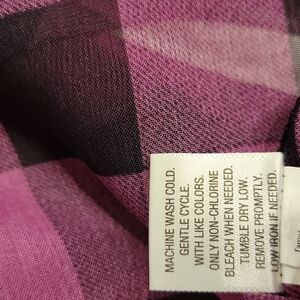 MACHINE WASH COLD.
GENTLE CYCLE.
WITH LIKE COLORS.
ONLY NON-CHLORINE
BLEACH WHEN NEEDED.
TUMBLE DRY LOW.
REMOVE PROMPTLY.
LOW IRON IF NEEDED.